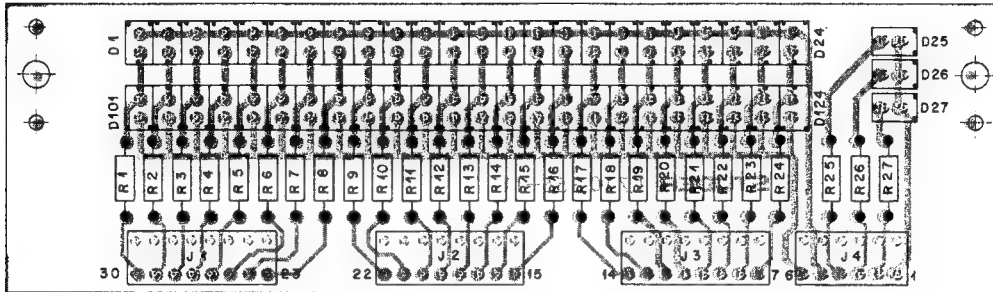 D1
D24
D25
D26
D27
D101
D124
R1 R2 R3 R4 R5 R6 R7 R8 R9 R10 R11 R12 R13 R14 R15 R16 R17 R18 R19 R20 R21 R22 R23 R24 R25 R26 R27
J2 J3 J4
30 23 22 15 14 7 6 1